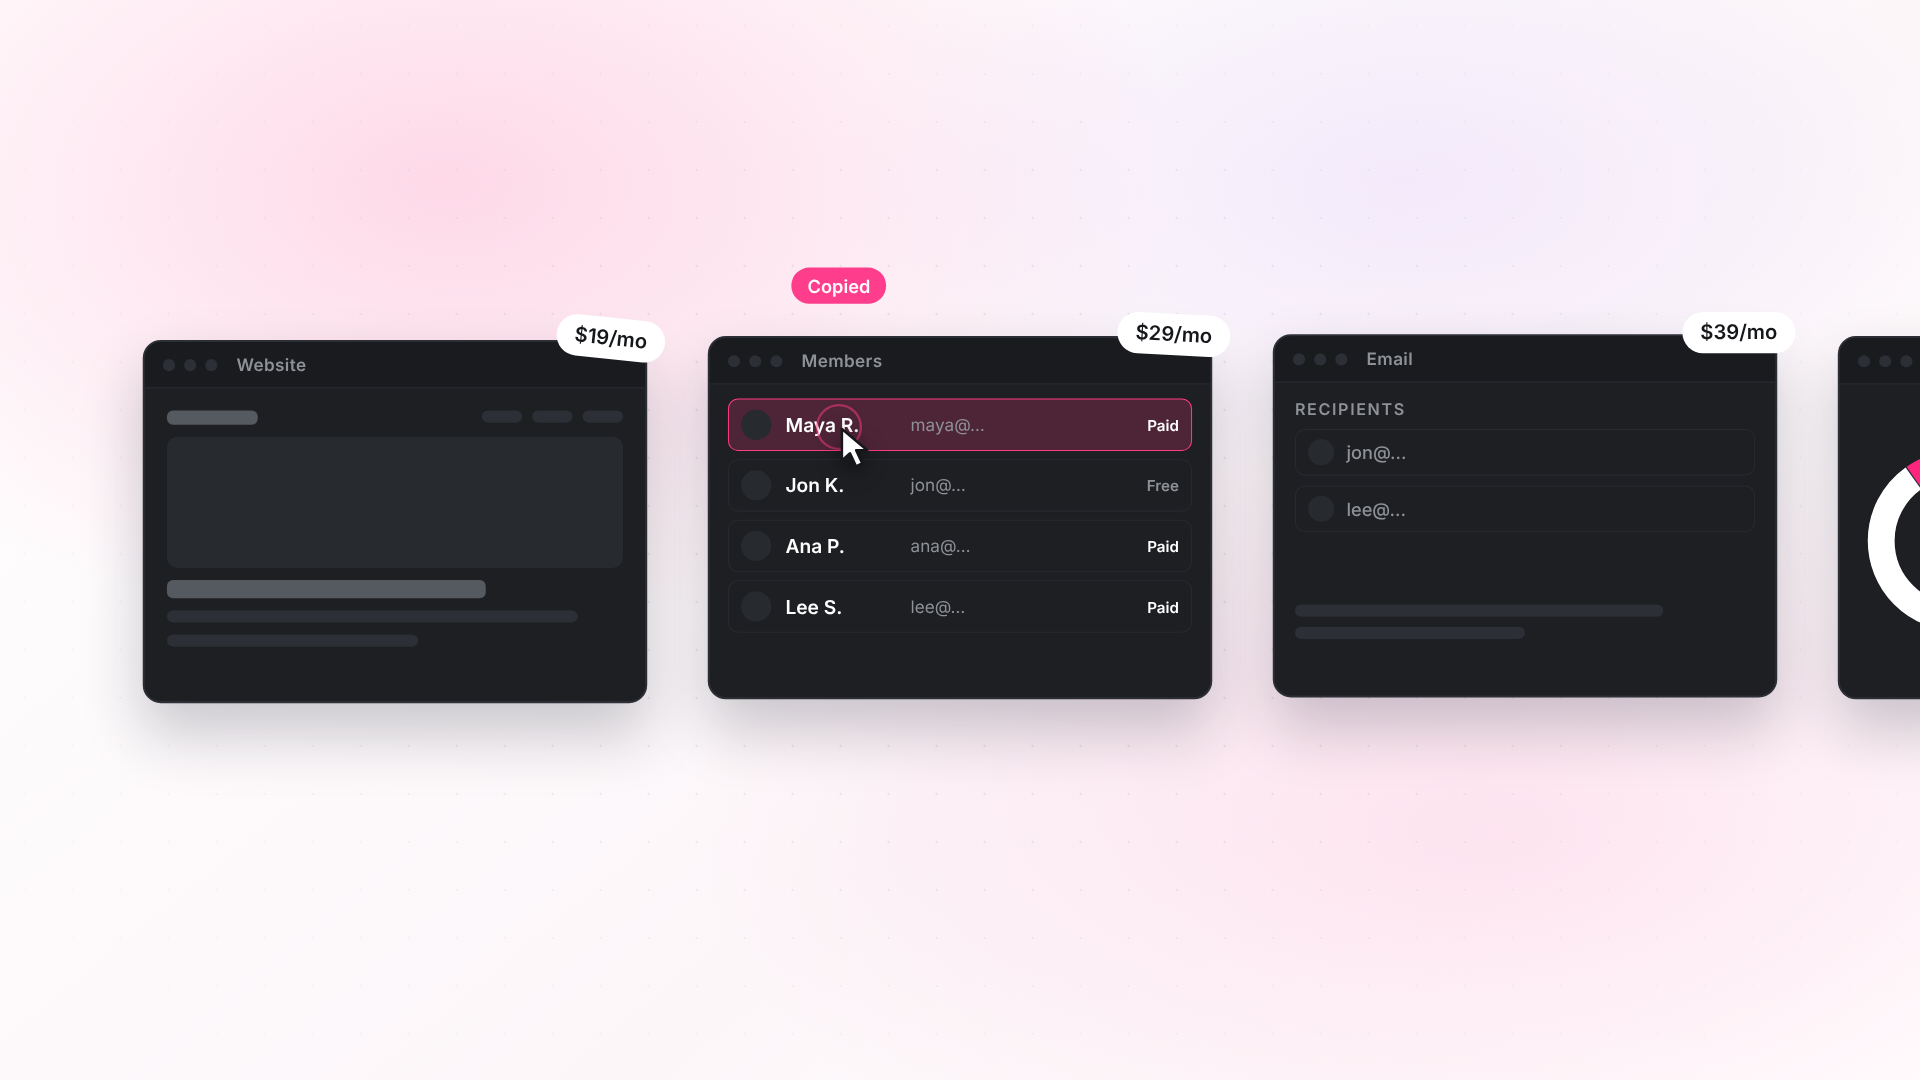 Copied
$19/mo
Website
$29/mo
Members
Maya R. maya@... Paid
Jon K. jon@... Free
Ana P. ana@... Paid
Lee S. lee@... Paid
$39/mo
Email
RECIPIENTS
jon@...
lee@...